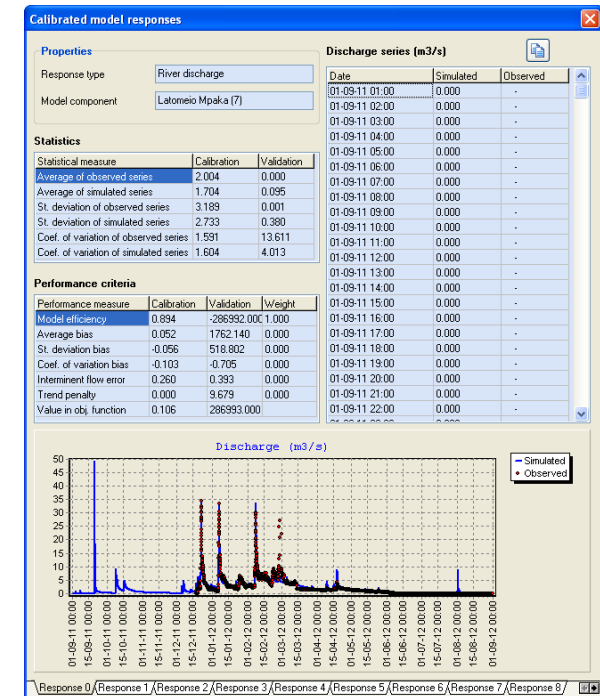 Calibrated model responses
Properties
Response type River discharge
Model component Latomeio Mpaka (7)
Statistics
Statistical measure Calibration Validation
Average of observed series 2.004 0.000
Average of simulated series 1.704 0.095
St. deviation of observed series 3.189 0.001
St. deviation of simulated series 2.733 0.380
Coef. of variation of observed series 1.591 13.611
Coef. of variation of simulated series 1.604 4.013
Performance criteria
Performance measure Calibration Validation Weight
Model efficiency 0.894 -286992.000 1.000
Average bias 0.052 1762.140 0.000
St. deviation bias -0.056 518.802 0.000
Coef. of variation bias -0.103 -0.705 0.000
Interminent flow error 0.260 0.393 0.000
Trend penalty 0.000 9.679 0.000
Value in obj. function 0.106 286993.000
Discharge series (m3/s)
Date Simulated Observed
01-09-11 01:00 0.000 -
01-09-11 02:00 0.000 -
01-09-11 03:00 0.000 -
01-09-11 04:00 0.000 -
01-09-11 05:00 0.000 -
01-09-11 06:00 0.000 -
01-09-11 07:00 0.000 -
01-09-11 08:00 0.000 -
01-09-11 09:00 0.000 -
01-09-11 10:00 0.000 -
01-09-11 11:00 0.000 -
01-09-11 12:00 0.000 -
01-09-11 13:00 0.000 -
01-09-11 14:00 0.000 -
01-09-11 15:00 0.000 -
01-09-11 16:00 0.000 -
01-09-11 17:00 0.000 -
01-09-11 18:00 0.000 -
01-09-11 19:00 0.000 -
01-09-11 20:00 0.000 -
01-09-11 21:00 0.000 -
01-09-11 22:00 0.000 -
Discharge (m3/s)
Simulated
Observed
50
45
40
35
30
25
20
15
10
5
0
01-09-11 00:00
15-09-11 00:00
01-10-11 00:00
15-10-11 00:00
01-11-11 00:00
15-11-11 00:00
01-12-11 00:00
15-12-11 00:00
01-01-12 00:00
15-01-12 00:00
01-02-12 00:00
15-02-12 00:00
01-03-12 00:00
15-03-12 00:00
01-04-12 00:00
15-04-12 00:00
01-05-12 00:00
15-05-12 00:00
01-06-12 00:00
15-06-12 00:00
01-07-12 00:00
15-07-12 00:00
01-08-12 00:00
15-08-12 00:00
01-09-12 00:00
Response 0 Response 1 Response 2 Response 3 Response 4 Response 5 Response 6 Response 7 Response 8